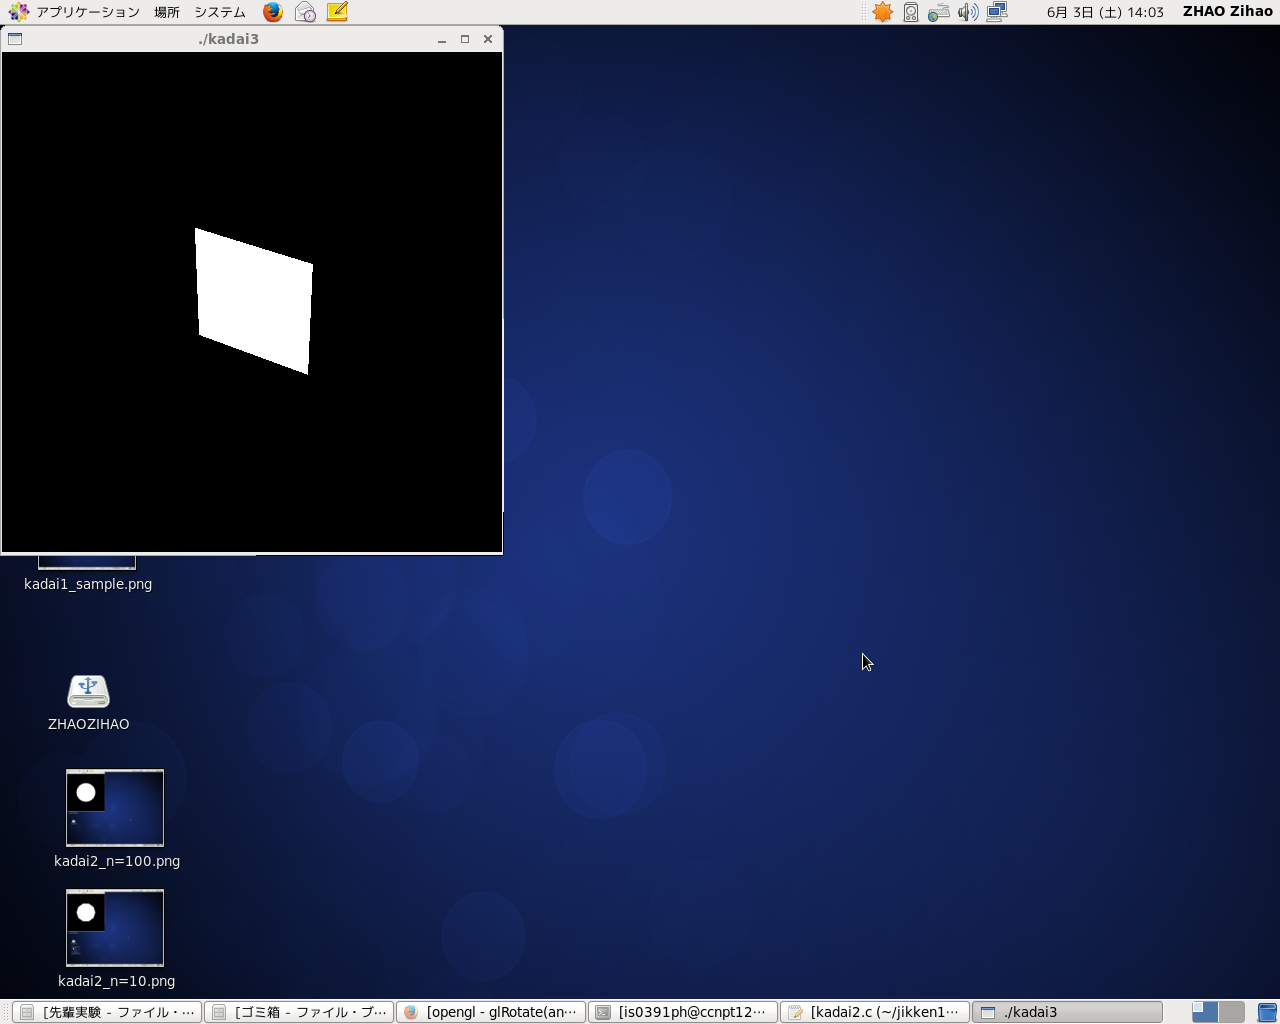 アプリケーション 場所 システム 6月 3日 (土) 14:03 ZHAO Zihao
./kadai3
kadai1_sample.png
ZHAOZIHAO
kadai2_n=100.png
kadai2_n=10.png
[先輩実験 - ファイル・… [ゴミ箱 - ファイル・ブ… [opengl - glRotate(an… [is0391ph@ccnpt12… [kadai2.c (~/jikken1… ./kadai3